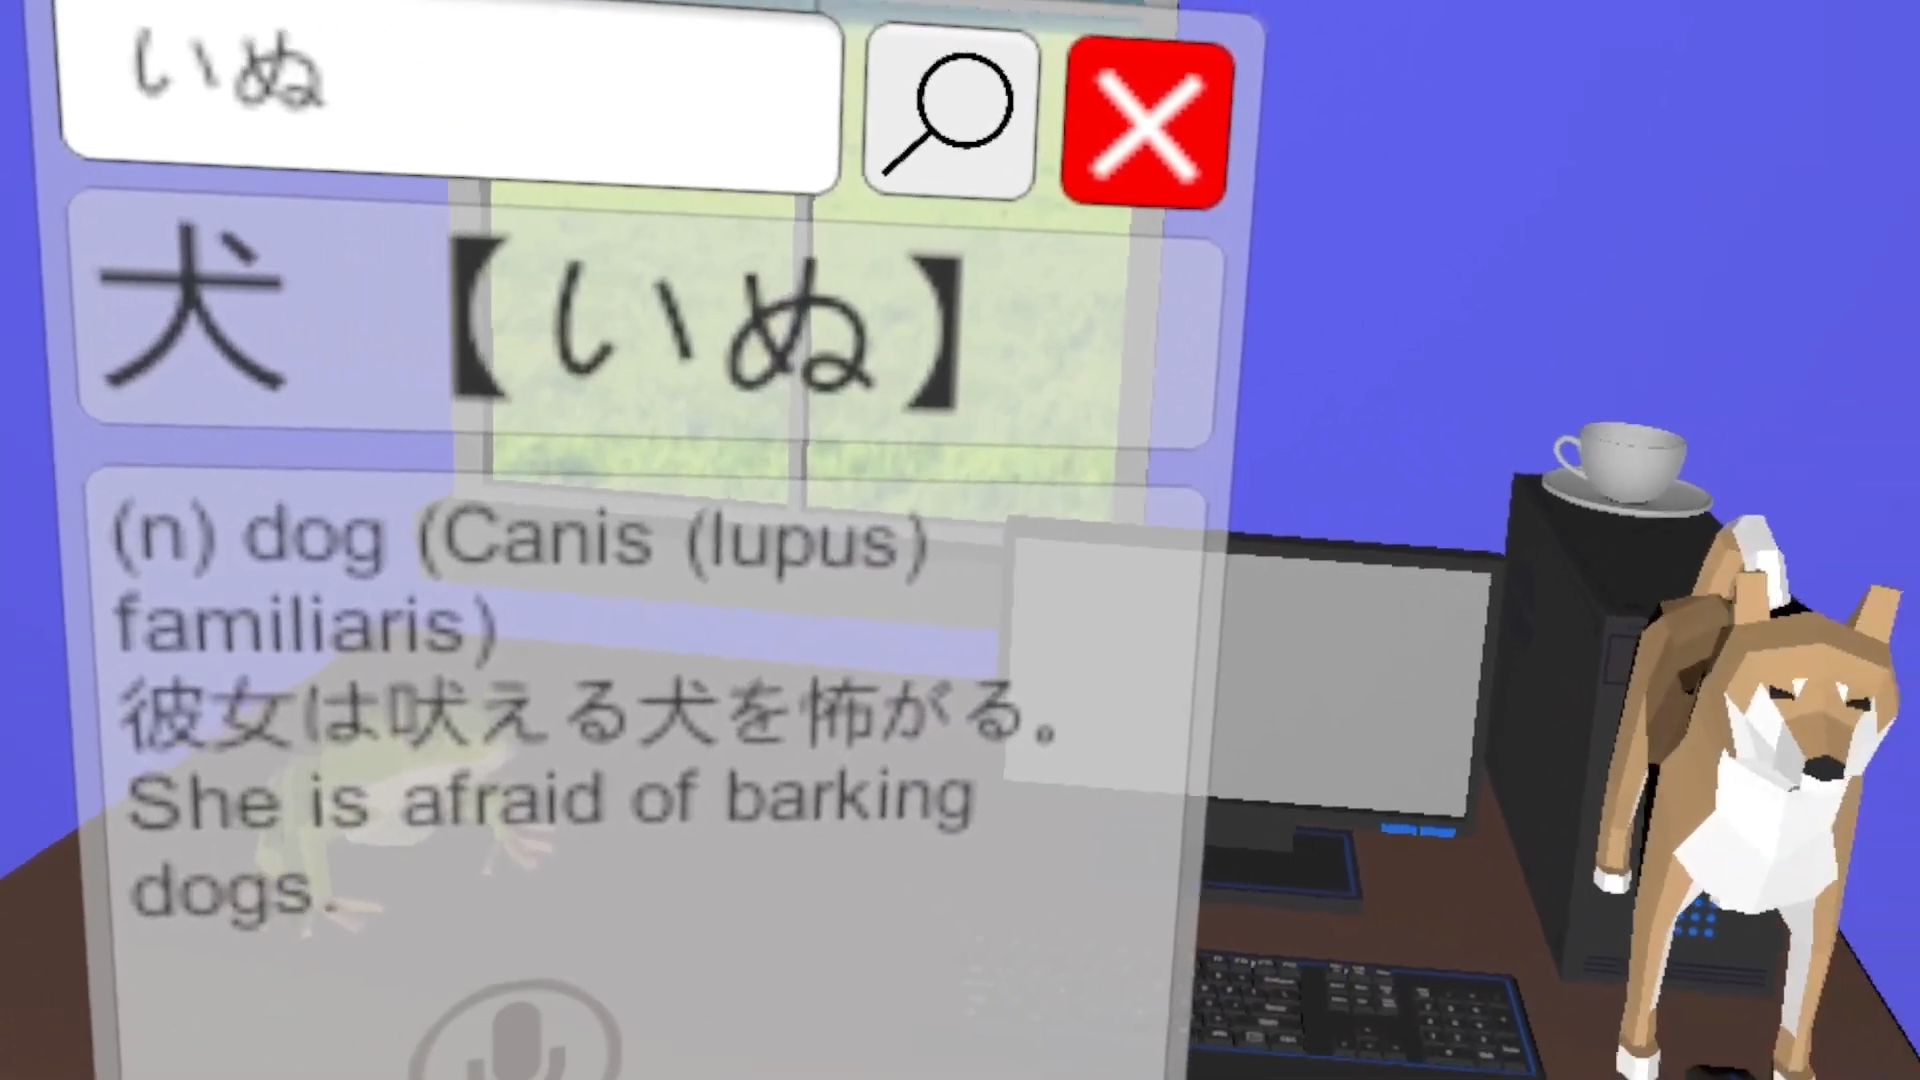 いぬ
犬 【いぬ】
(n) dog (Canis (lupus)
familiaris)
彼女は吠える犬を怖がる。
She is afraid of barking
dogs.